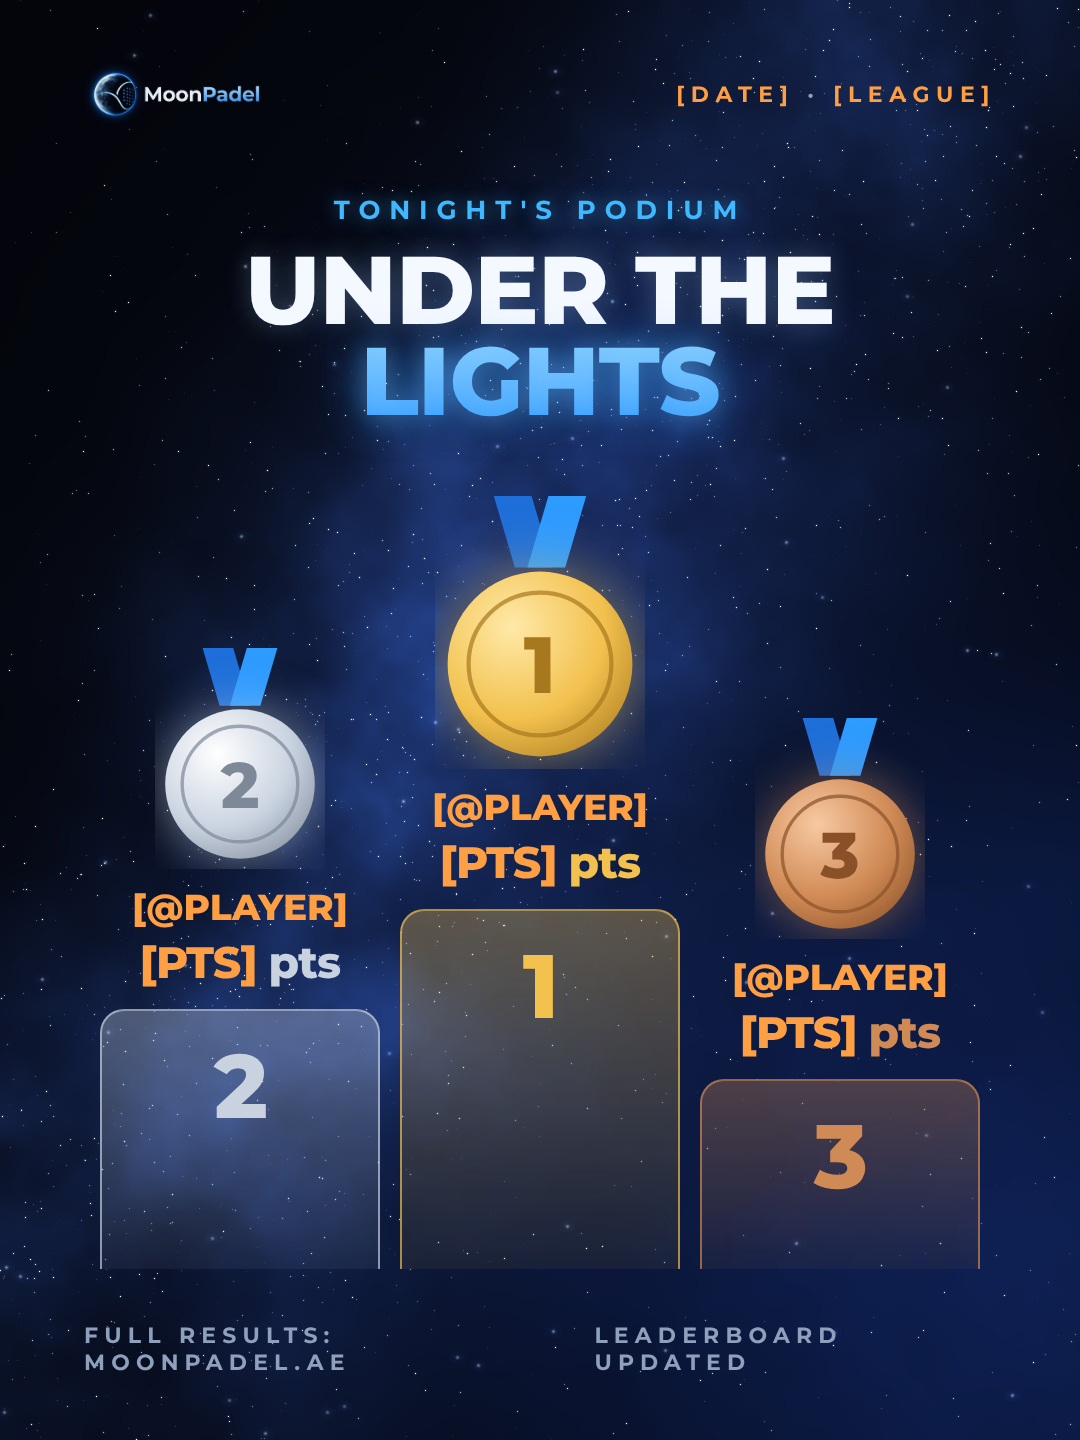 MoonPadel
[DATE] • [LEAGUE]
TONIGHT'S PODIUM
UNDER THE
LIGHTS
1
2
3
[@PLAYER]
[PTS] pts
[@PLAYER]
[PTS] pts
[@PLAYER]
[PTS] pts
1
2
3
FULL RESULTS:
MOONPADEL.AE
LEADERBOARD
UPDATED